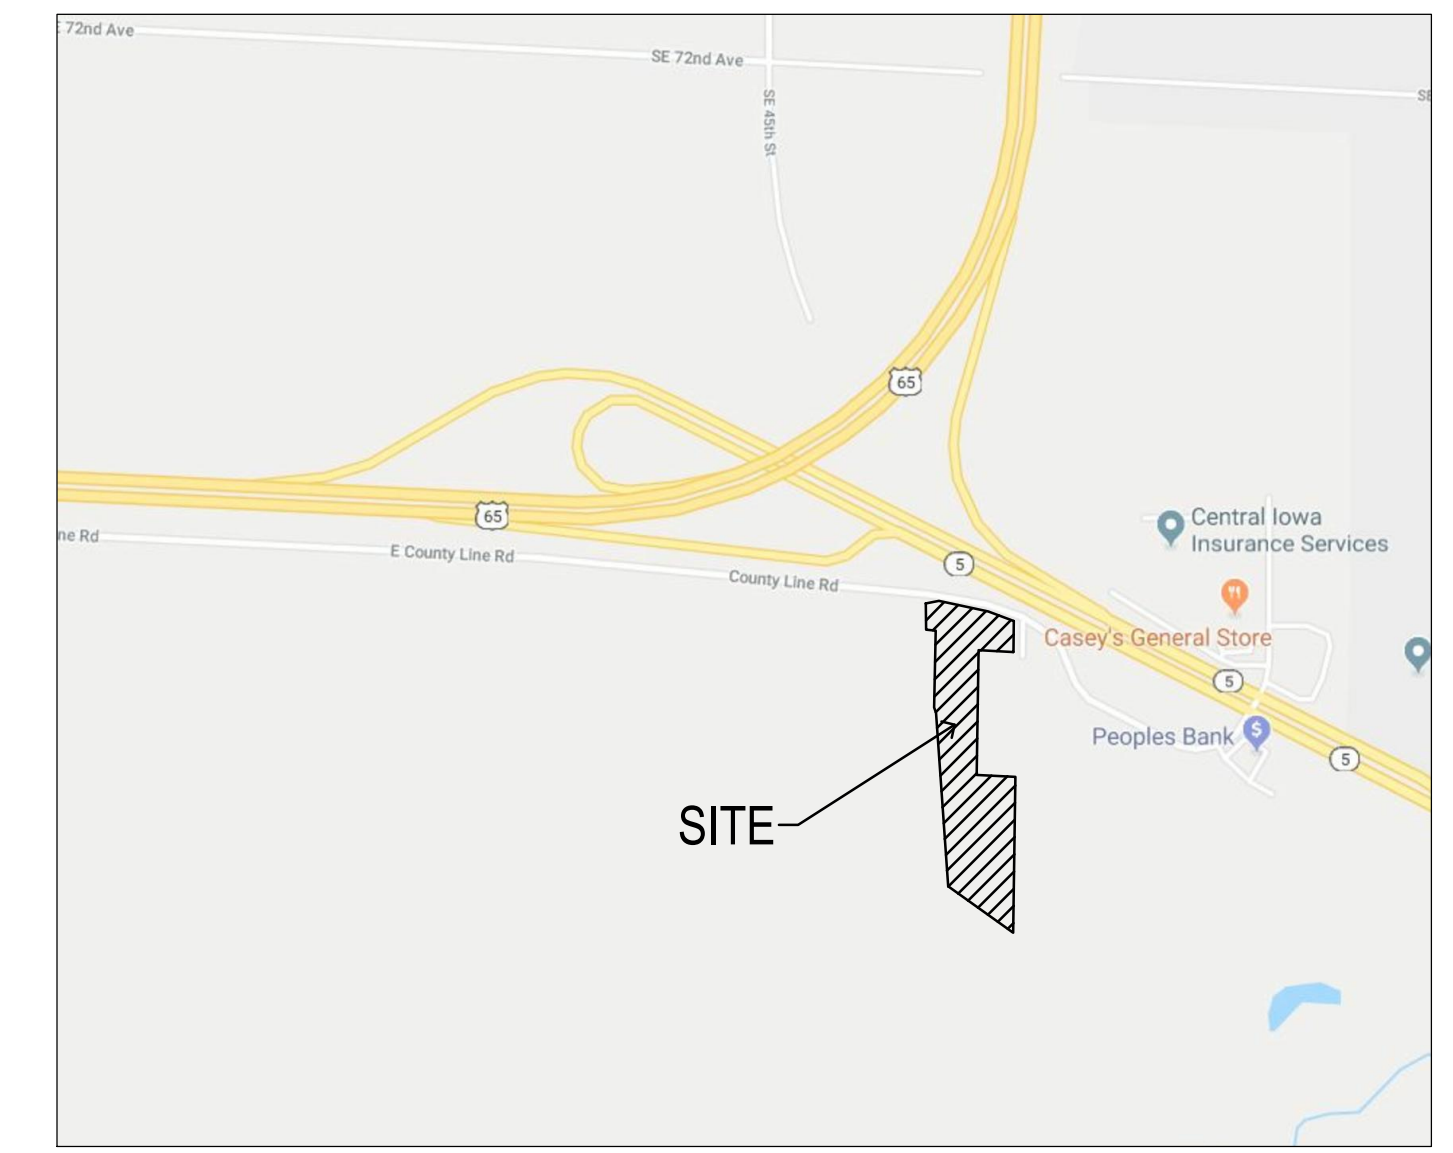 E 72nd Ave
SE 72nd Ave
SE
SE 45th St
65
65
ne Rd
E County Line Rd
County Line Rd
5
Central Iowa
Insurance Services
Casey's General Store
5
Peoples Bank
$
5
SITE